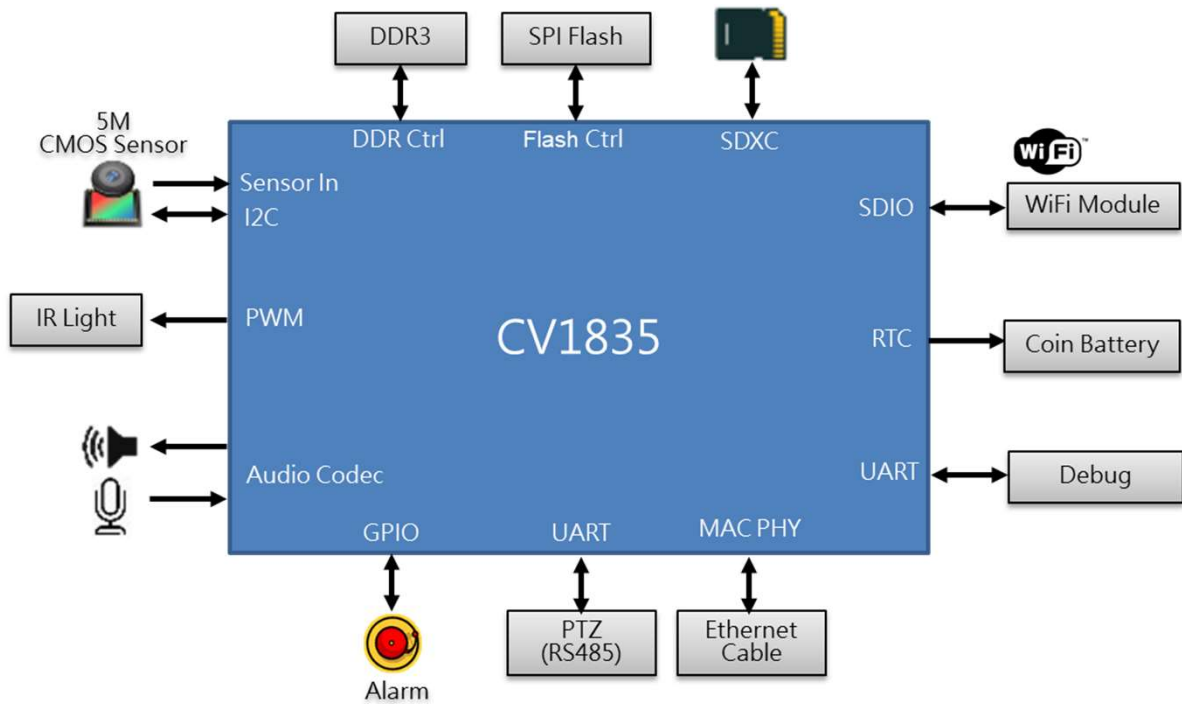 DDR3
SPI Flash
5M
CMOS Sensor
DDR Ctrl
Flash Ctrl
SDXC
WiFi™
Sensor In
I2C
SDIO
WiFi Module
IR Light
PWM
CV1835
RTC
Coin Battery
Audio Codec
UART
Debug
GPIO
UART
MAC PHY
PTZ
(RS485)
Ethernet
Cable
Alarm